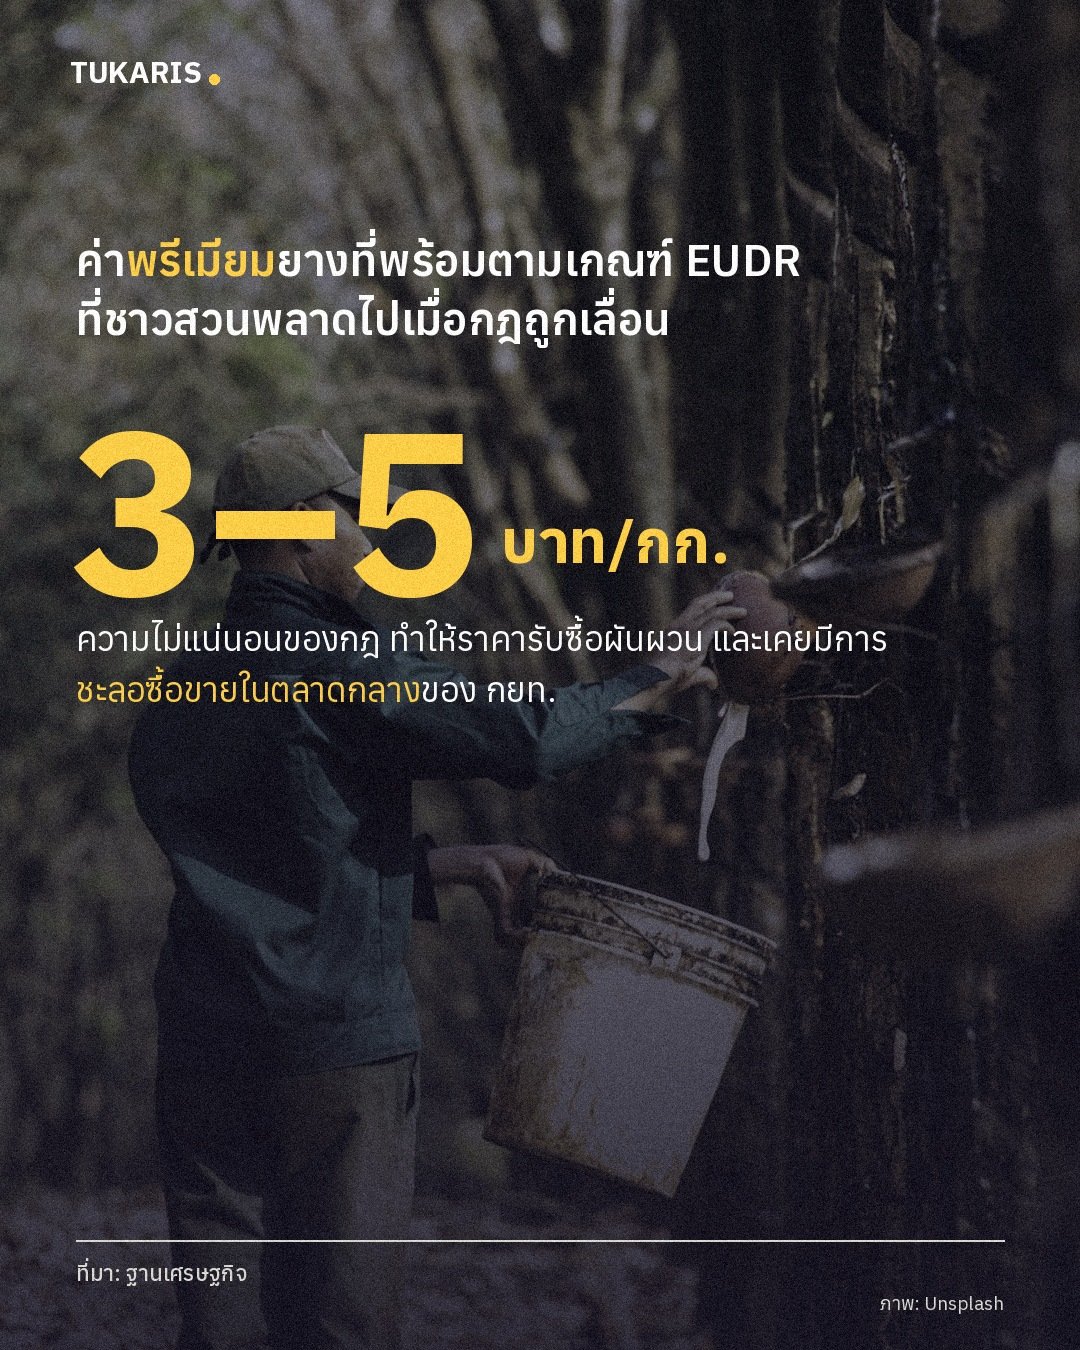 TUKARIS
ค่าพรีเมียมยางที่พร้อมตามเกณฑ์ EUDR
ที่ชาวสวนพลาดไปเมื่อกฎถูกเลื่อน
3–5 บาท/กก.
ความไม่แน่นอนของกฎ ทำให้ราคารับซื้อผันผวน และเคยมีการ
ชะลอซื้อขายในตลาดกลางของ กยท.
ที่มา: ฐานเศรษฐกิจ
ภาพ: Unsplash